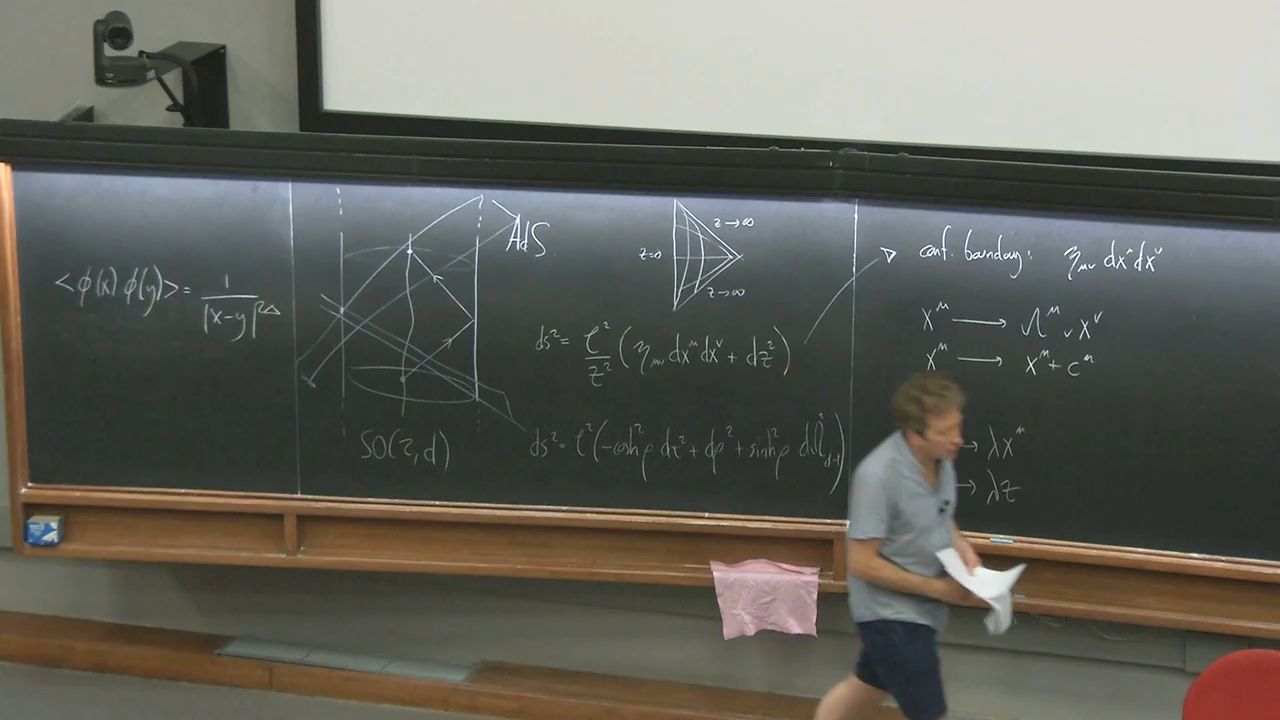 <φ(x) φ(y)> = 1 / |x-y|^{2Δ}
AdS
SO(2,d)
z→∞
z=0
z→∞
ds² = ℓ²/z² (η_{μν} dx^μ dx^ν + dz²)
ds² = ℓ²(-cosh²ρ dt² + dρ² + sinh²ρ dΩ²_{d-1})
conf. boundary: η_{μν} dx^μ dx^ν
x^μ → Λ^μ_ν x^ν
x^μ → x^μ + c^μ
→ λx^μ
→ λz